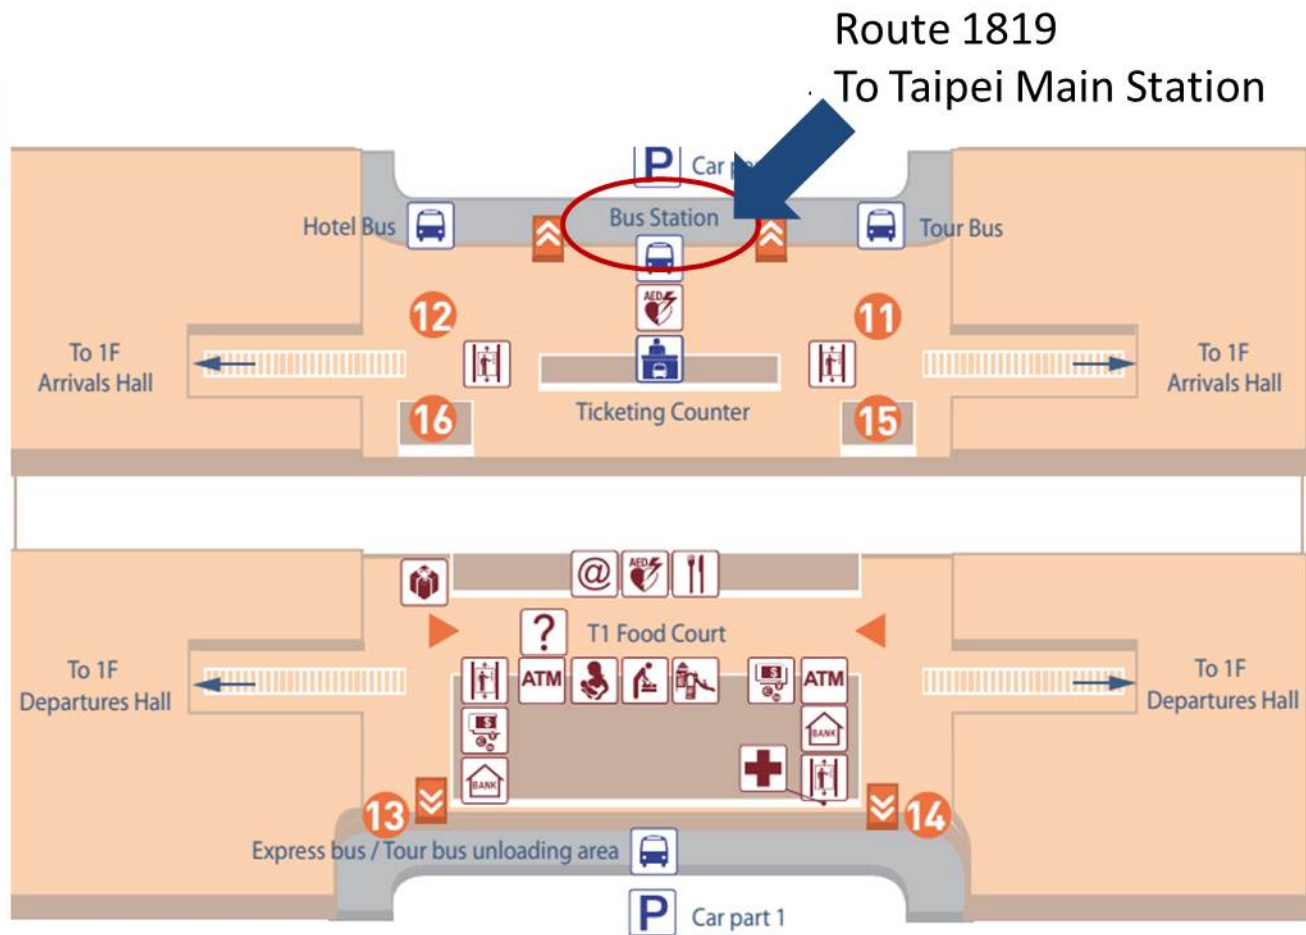 Route 1819
To Taipei Main Station
P Car
Hotel Bus
Bus Station
Tour Bus
AED
12
11
To 1F
Arrivals Hall
To 1F
Arrivals Hall
16
Ticketing Counter
15
@ AED
?
T1 Food Court
To 1F
Departures Hall
ATM
$
ATM
To 1F
Departures Hall
$
BANK
BANK
13
14
Express bus / Tour bus unloading area
P Car part 1